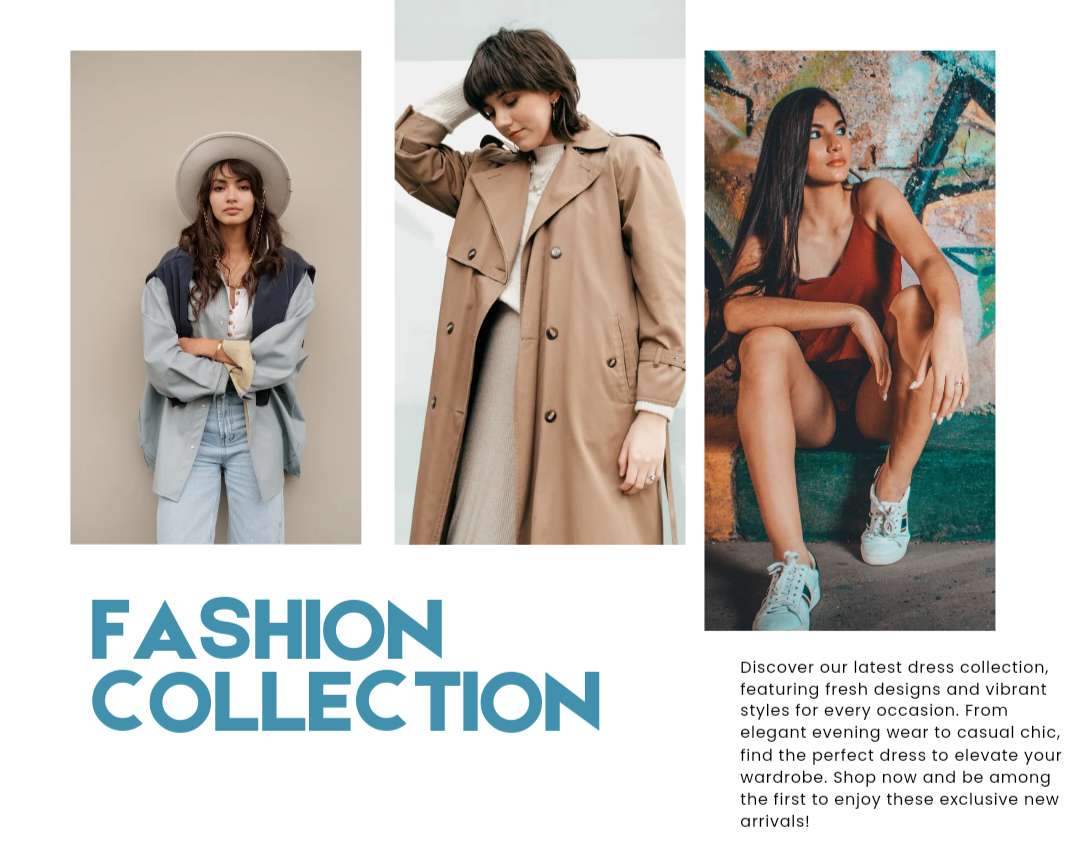 FASHION
COLLECTION
Discover our latest dress collection,
featuring fresh designs and vibrant
styles for every occasion. From
elegant evening wear to casual chic,
find the perfect dress to elevate your
wardrobe. Shop now and be among
the first to enjoy these exclusive new
arrivals!